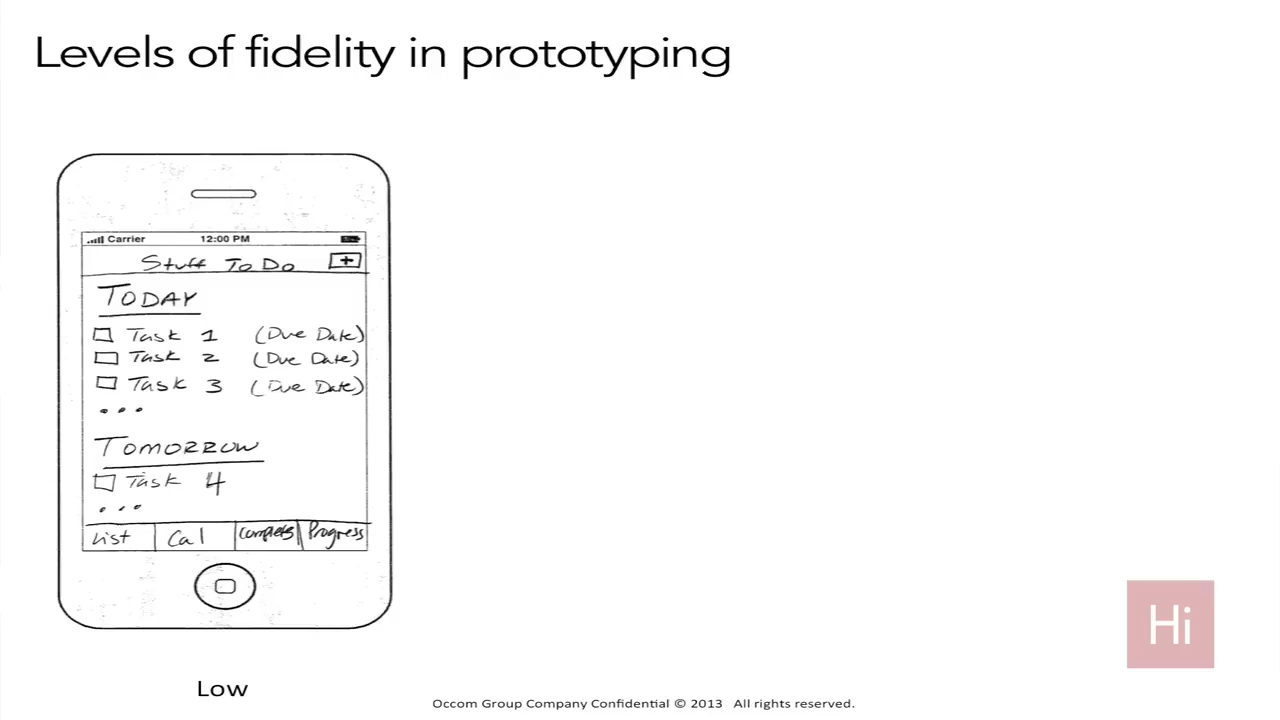 Levels of fidelity in prototyping
Carrier 12:00 PM
Stuff To Do +
TODAY
Task 1 (Due Date)
Task 2 (Due Date)
Task 3 (Due Date)
...
TOMORROW
Task 4
...
List Cal Complete Progress
Low
Hi
Occom Group Company Confidential © 2013 All rights reserved.